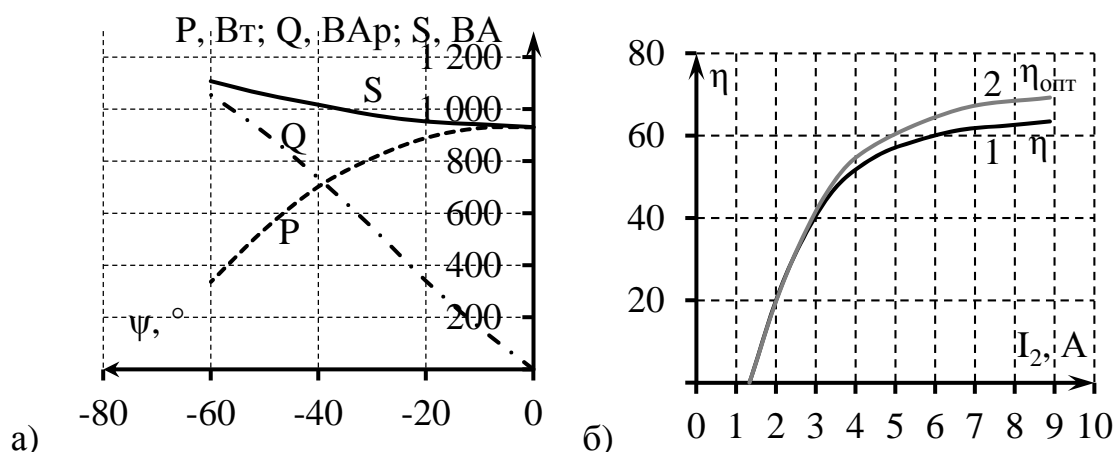 P, Вт; Q, ВАр; S, ВА
1 200
S
1 000
Q
800
600
P
400
ψ, °
200
-80 -60 -40 -20 0
а)
80
η
2 ηопт
60
1 η
40
20
I2, А
0 1 2 3 4 5 6 7 8 9 10
б)